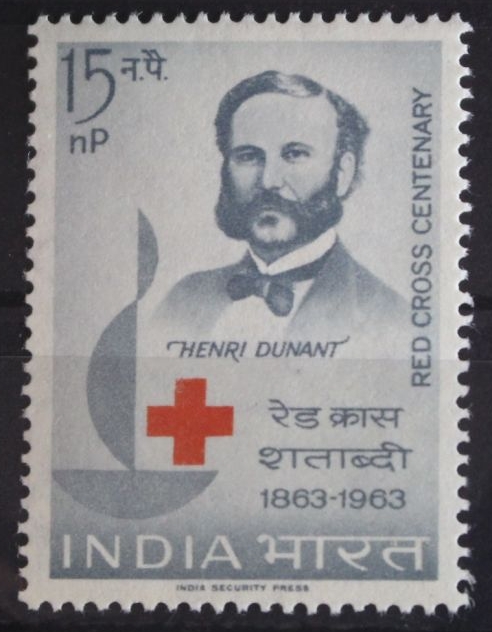 15 न.पै.
nP
RED CROSS CENTENARY
HENRI DUNANT
रेड क्रास
शताब्दी
1863-1963
INDIA भारत
INDIA SECURITY PRESS